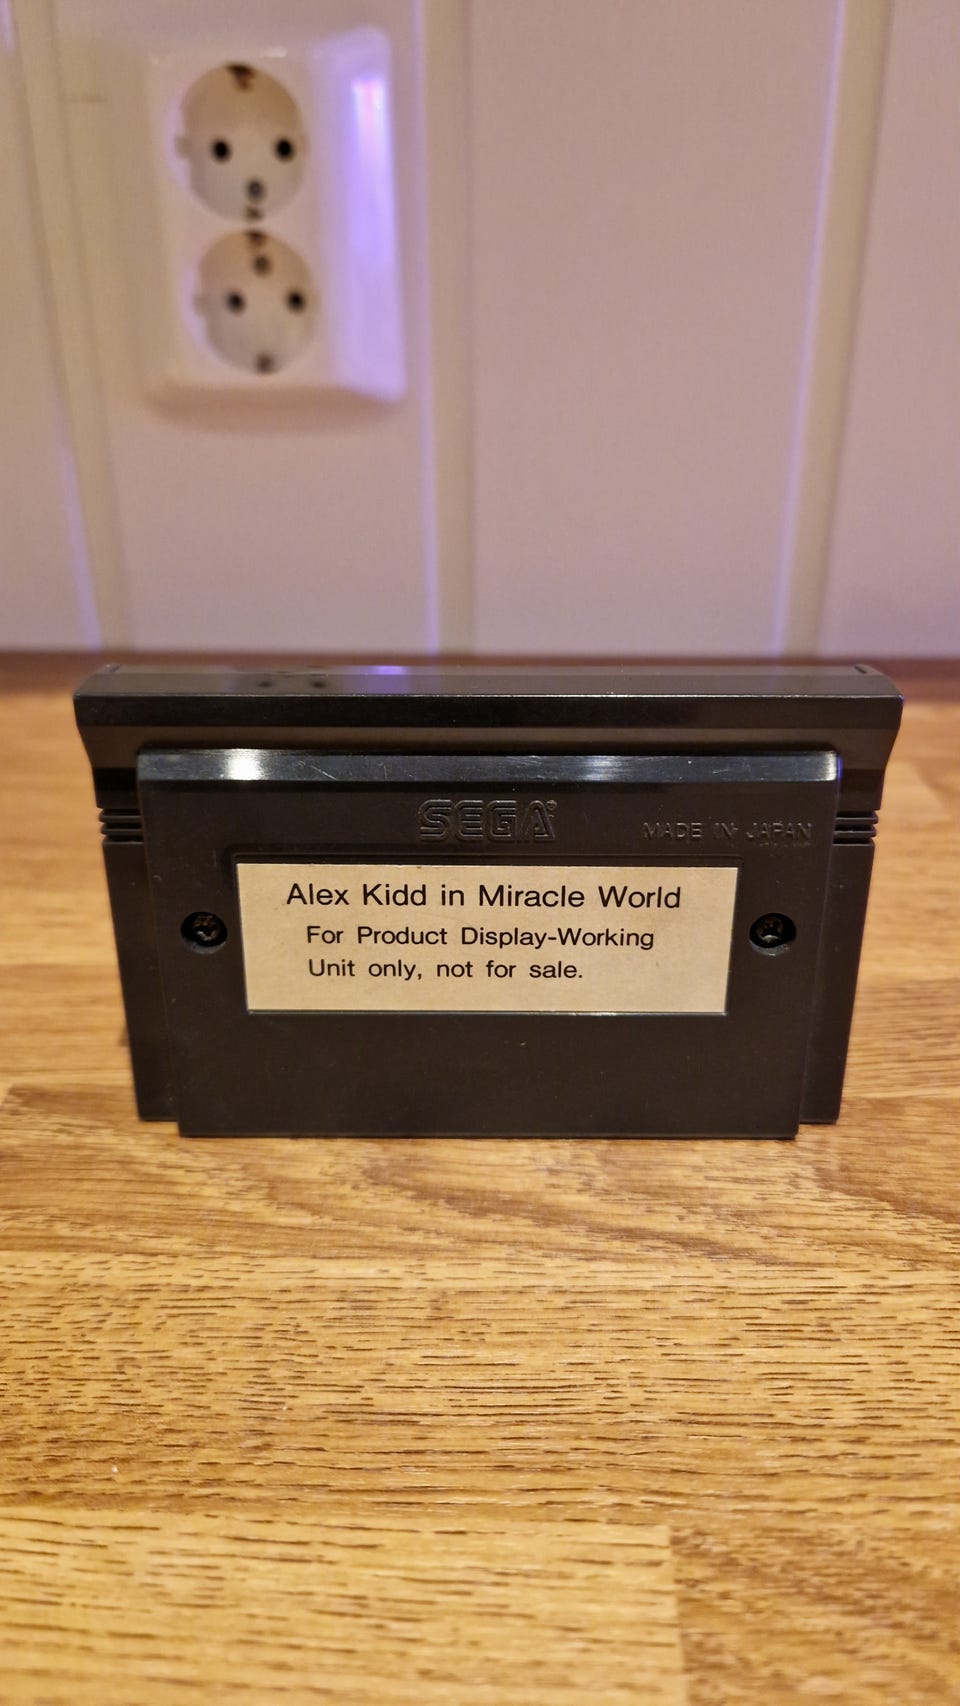 SEGA®
MADE IN JAPAN
Alex Kidd in Miracle World
For Product Display-Working
Unit only, not for sale.